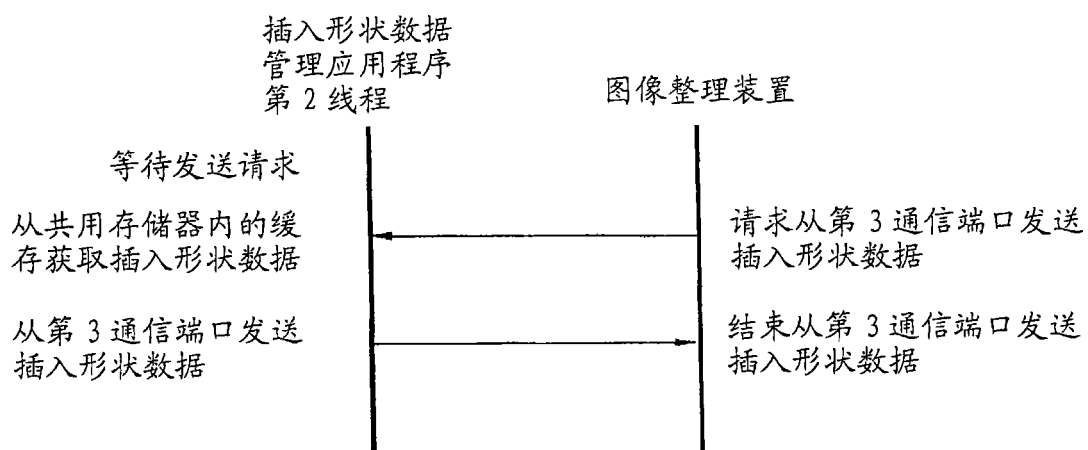 插入形状数据
管理应用程序
第 2 线程
图像整理装置
等待发送请求
从共用存储器内的缓
存获取插入形状数据
请求从第 3 通信端口发送
插入形状数据
从第 3 通信端口发送
插入形状数据
结束从第 3 通信端口发送
插入形状数据